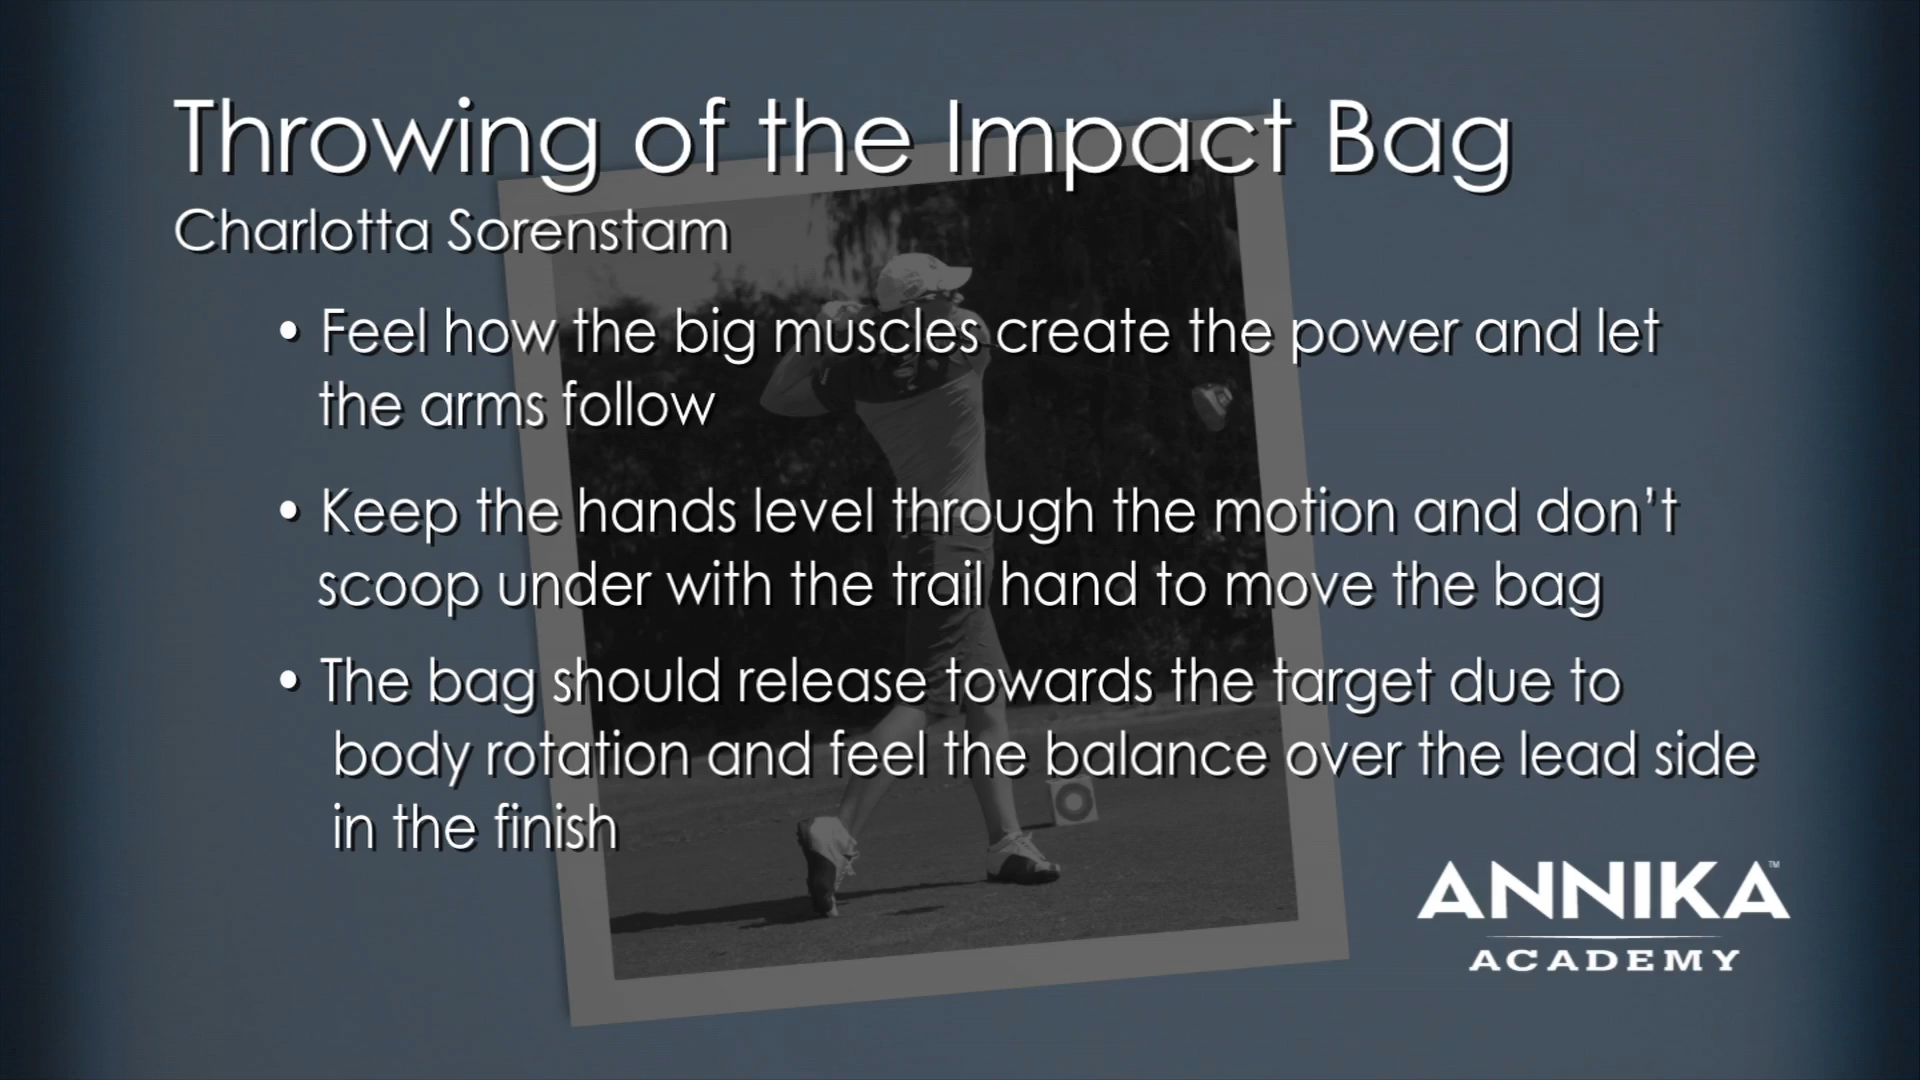 Throwing of the Impact Bag
Charlotta Sorenstam
• Feel how the big muscles create the power and let
the arms follow
• Keep the hands level through the motion and don’t
scoop under with the trail hand to move the bag
• The bag should release towards the target due to
body rotation and feel the balance over the lead side
in the finish
ANNIKA™
ACADEMY